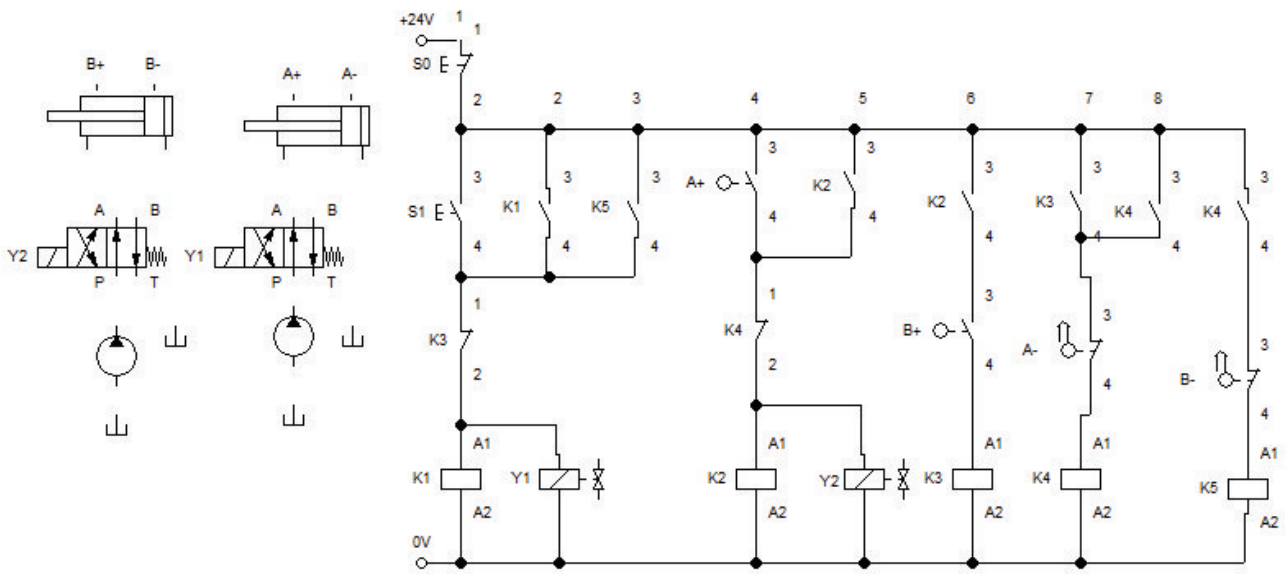 1
+24V 1
S0
2 2 3 4 5 6 7 8
B+ B- A+ A-
3 3 3 3 3 3 3 3 3
S1 K1 K5 A+ K2 K2 K3 K4 K4
4 4 4 4 4 4 4 4 4
A B A B
Y2 Y1
P T P T
1 1 3 3 3
K3 K4 B+ A- B-
2 2 4 4 4
A1 A1 A1 A1 A1
K1 Y1 K2 Y2 K3 K4 K5
A2 A2 A2 A2 A2
0V